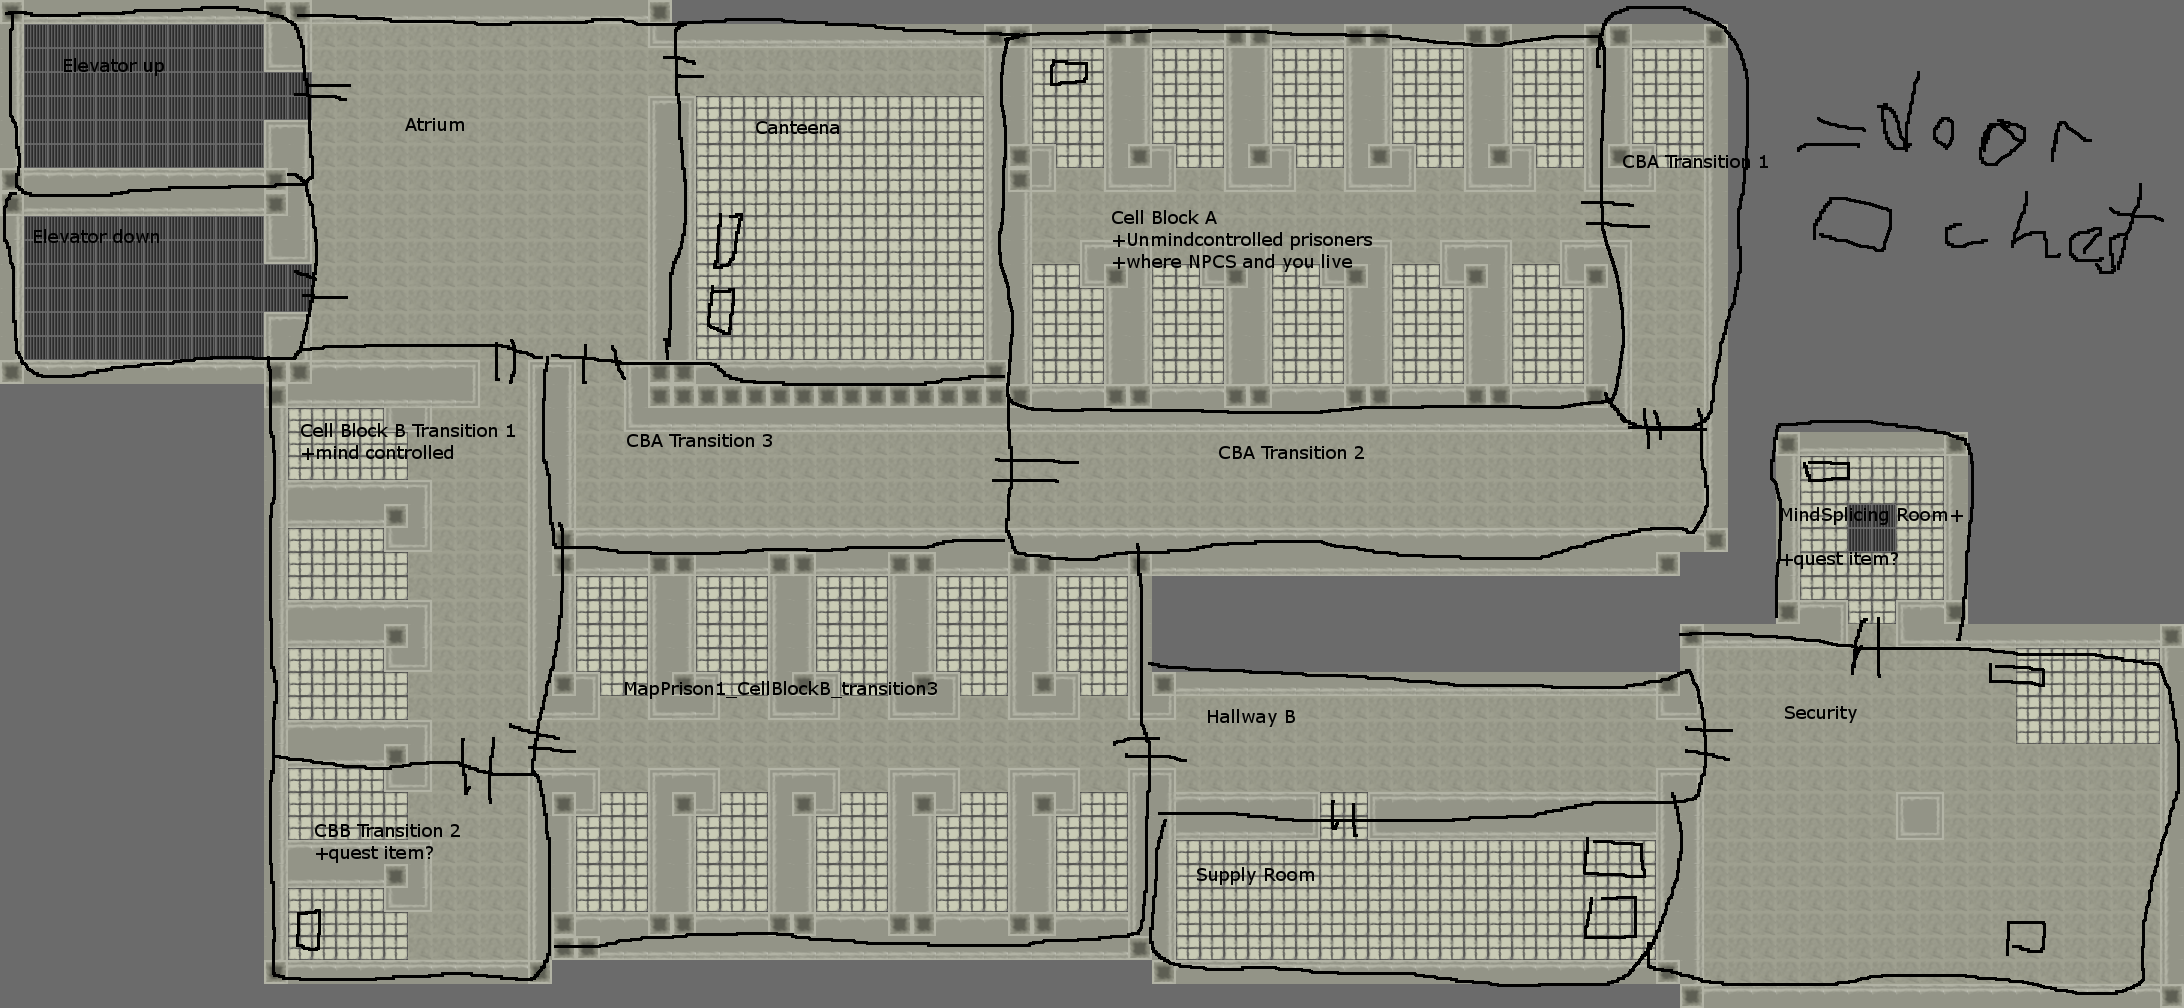 Elevator up
Atrium
Canteena
Elevator down
Cell Block A
+Unmindcontrolled prisoners
+where NPCS and you live
CBA Transition 1
=door
chest
Cell Block B Transition 1
+mind controlled
CBA Transition 3
CBA Transition 2
MindSplicing Room+
+quest item?
MapPrison1_CellBlockB_transition3
Hallway B
Security
CBB Transition 2
+quest item?
Supply Room